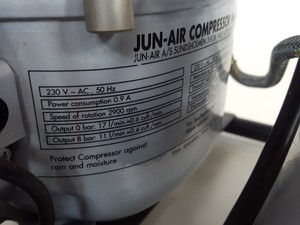 JUN-AIR COMPRESSOR
JUN-AIR A/S SUNDSHOLMEN
230 V ~ AC, 50 Hz
Power consumption 0.9 A
Speed of rotation 2900 rpm
Output 0 bar: 17 l/min.=0.6 cuft/min.
Output 8 bar: 11 l/min.=0.4 cuft/min.
Protect Compressor against
rain and moisture